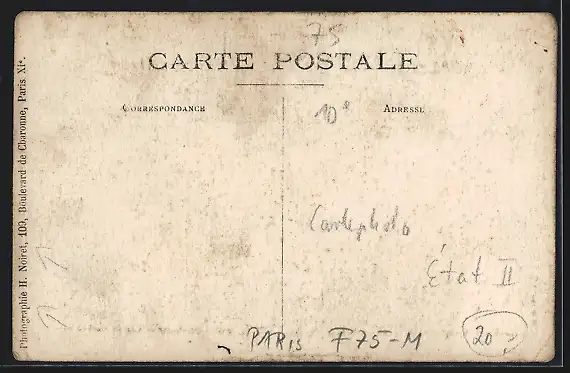 75
CARTE POSTALE
CORRESPONDANCE
10e
ADRESSE
Photographie H. Noiret, 109, Boulevard de Charonne, Paris XIe.
Cartephoto
État II
PARIS F75-M
20